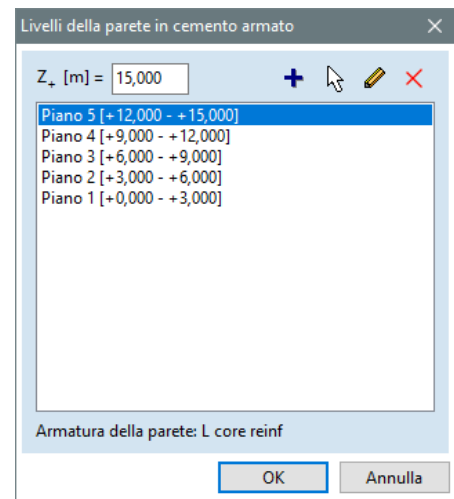 Livelli della parete in cemento armato
Z+ [m] = 15,000
Piano 5 [+12,000 - +15,000]
Piano 4 [+9,000 - +12,000]
Piano 3 [+6,000 - +9,000]
Piano 2 [+3,000 - +6,000]
Piano 1 [+0,000 - +3,000]
Armatura della parete: L core reinf
OK Annulla